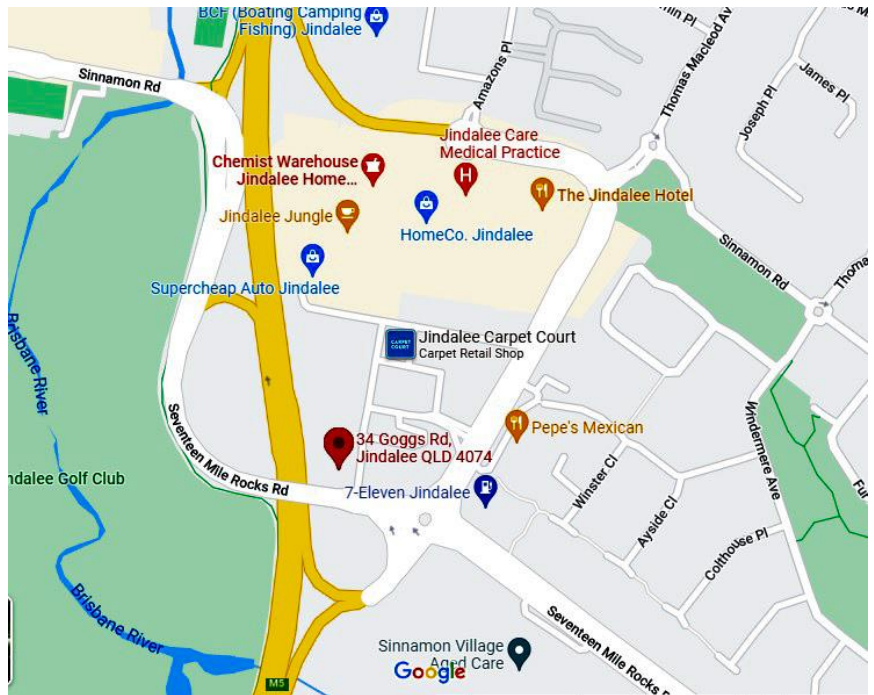 BCF (Boating Camping
Fishing) Jindalee
Sinnamon Rd
Amazons Pl
Thomas Macleod Av
James Pl
Joseph Pl
Jindalee Care
Medical Practice
Chemist Warehouse
Jindalee Home...
H
The Jindalee Hotel
Jindalee Jungle
HomeCo. Jindalee
Sinnamon Rd
Supercheap Auto Jindalee
Thoma
Brisbane River
CARPET
COURT
Jindalee Carpet Court
Carpet Retail Shop
Windermere Ave
Pepe's Mexican
34 Goggs Rd,
Jindalee QLD 4074
Seventeen Mile Rocks Rd
ndalee Golf Club
7-Eleven Jindalee
Winster Cl
Ayside Cl
Colthouse Pl
Fur
Brisbane River
Seventeen Mile Rocks R
Sinnamon Village
Aged Care
Google
M5